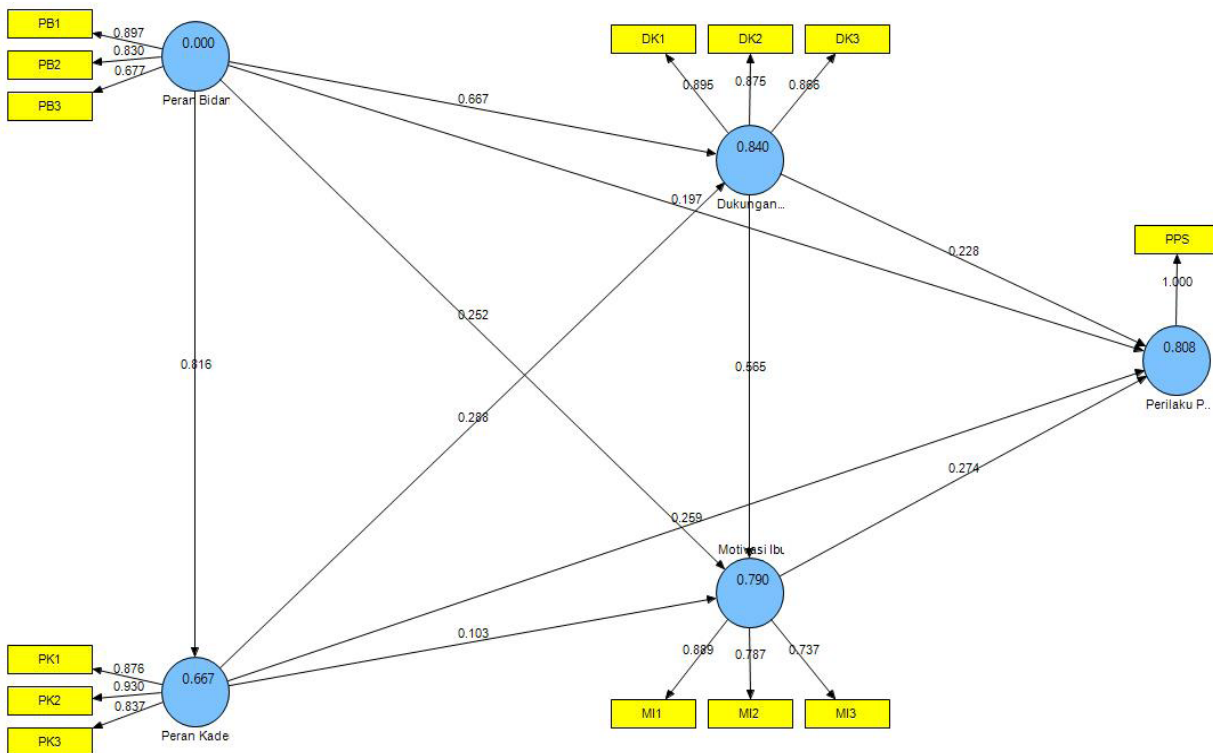 PB1
0.897
PB2
0.830
PB3
0.677
0.000
Peran Bidan
DK1
DK2
DK3
0.895
0.875
0.866
0.667
0.840
Dukungan...
0.197
0.228
PPS
1.000
0.808
Perilaku P...
0.252
0.816
0.565
0.288
0.274
0.259
Motivasi Ibu
0.790
0.103
0.889
0.787
0.737
MI1
MI2
MI3
PK1
0.876
PK2
0.930
PK3
0.837
0.667
Peran Kade